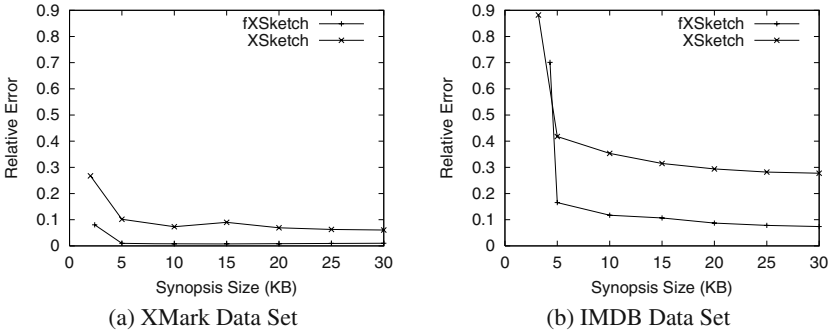 0.9
0.8
0.7
0.6
0.5
0.4
0.3
0.2
0.1
0
Relative Error
fXSketch
XSketch
0 5 10 15 20 25 30
Synopsis Size (KB)
(a) XMark Data Set
0.9
0.8
0.7
0.6
0.5
0.4
0.3
0.2
0.1
0
Relative Error
fXSketch
XSketch
0 5 10 15 20 25 30
Synopsis Size (KB)
(b) IMDB Data Set